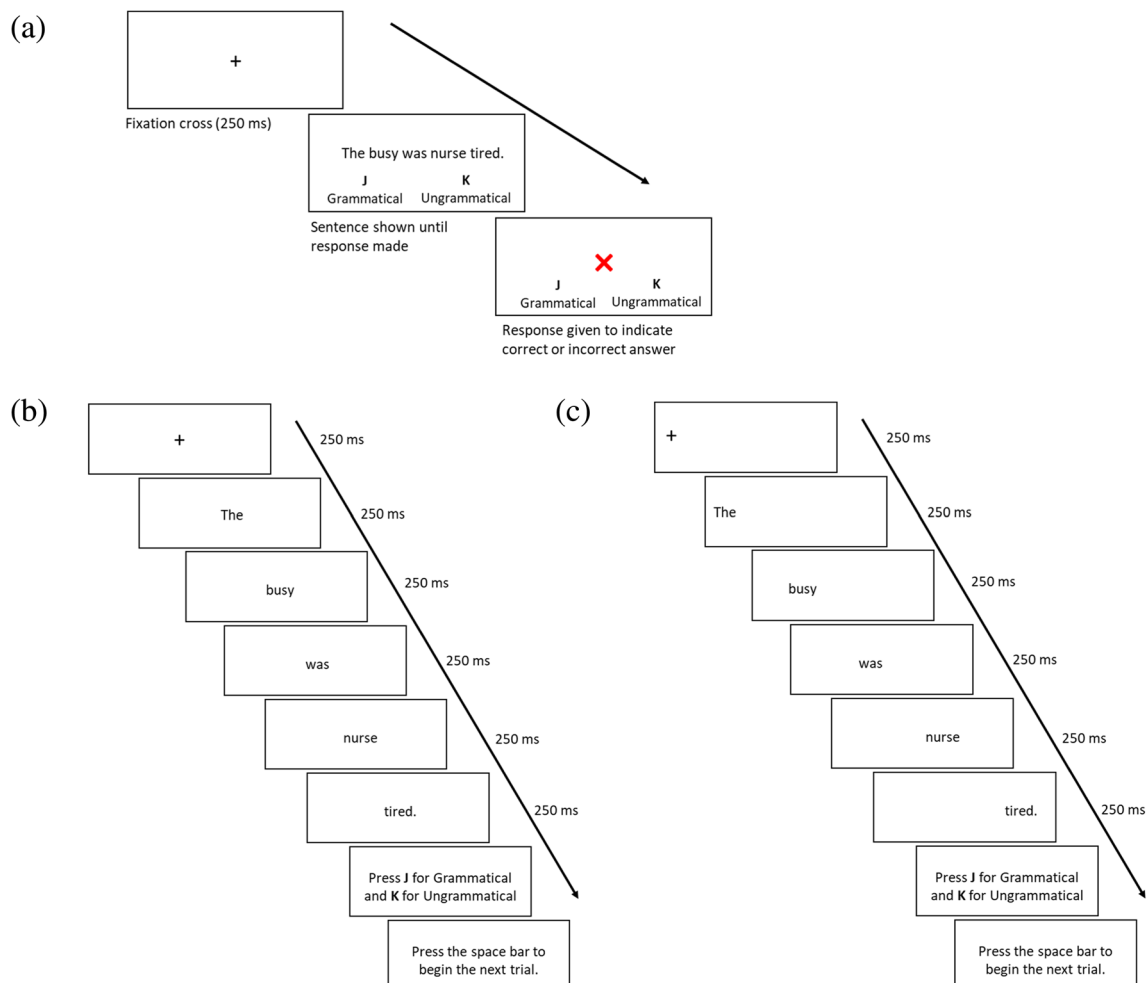 (a)
+
Fixation cross (250 ms)
The busy was nurse tired.
J K
Grammatical Ungrammatical
Sentence shown until
response made
J K
Grammatical Ungrammatical
Response given to indicate
correct or incorrect answer
(b)
+
250 ms
The
250 ms
busy
250 ms
was
250 ms
nurse
250 ms
tired.
250 ms
Press J for Grammatical
and K for Ungrammatical
Press the space bar to
begin the next trial.
(c)
+
250 ms
The
250 ms
busy
250 ms
was
250 ms
nurse
250 ms
tired.
250 ms
Press J for Grammatical
and K for Ungrammatical
Press the space bar to
begin the next trial.